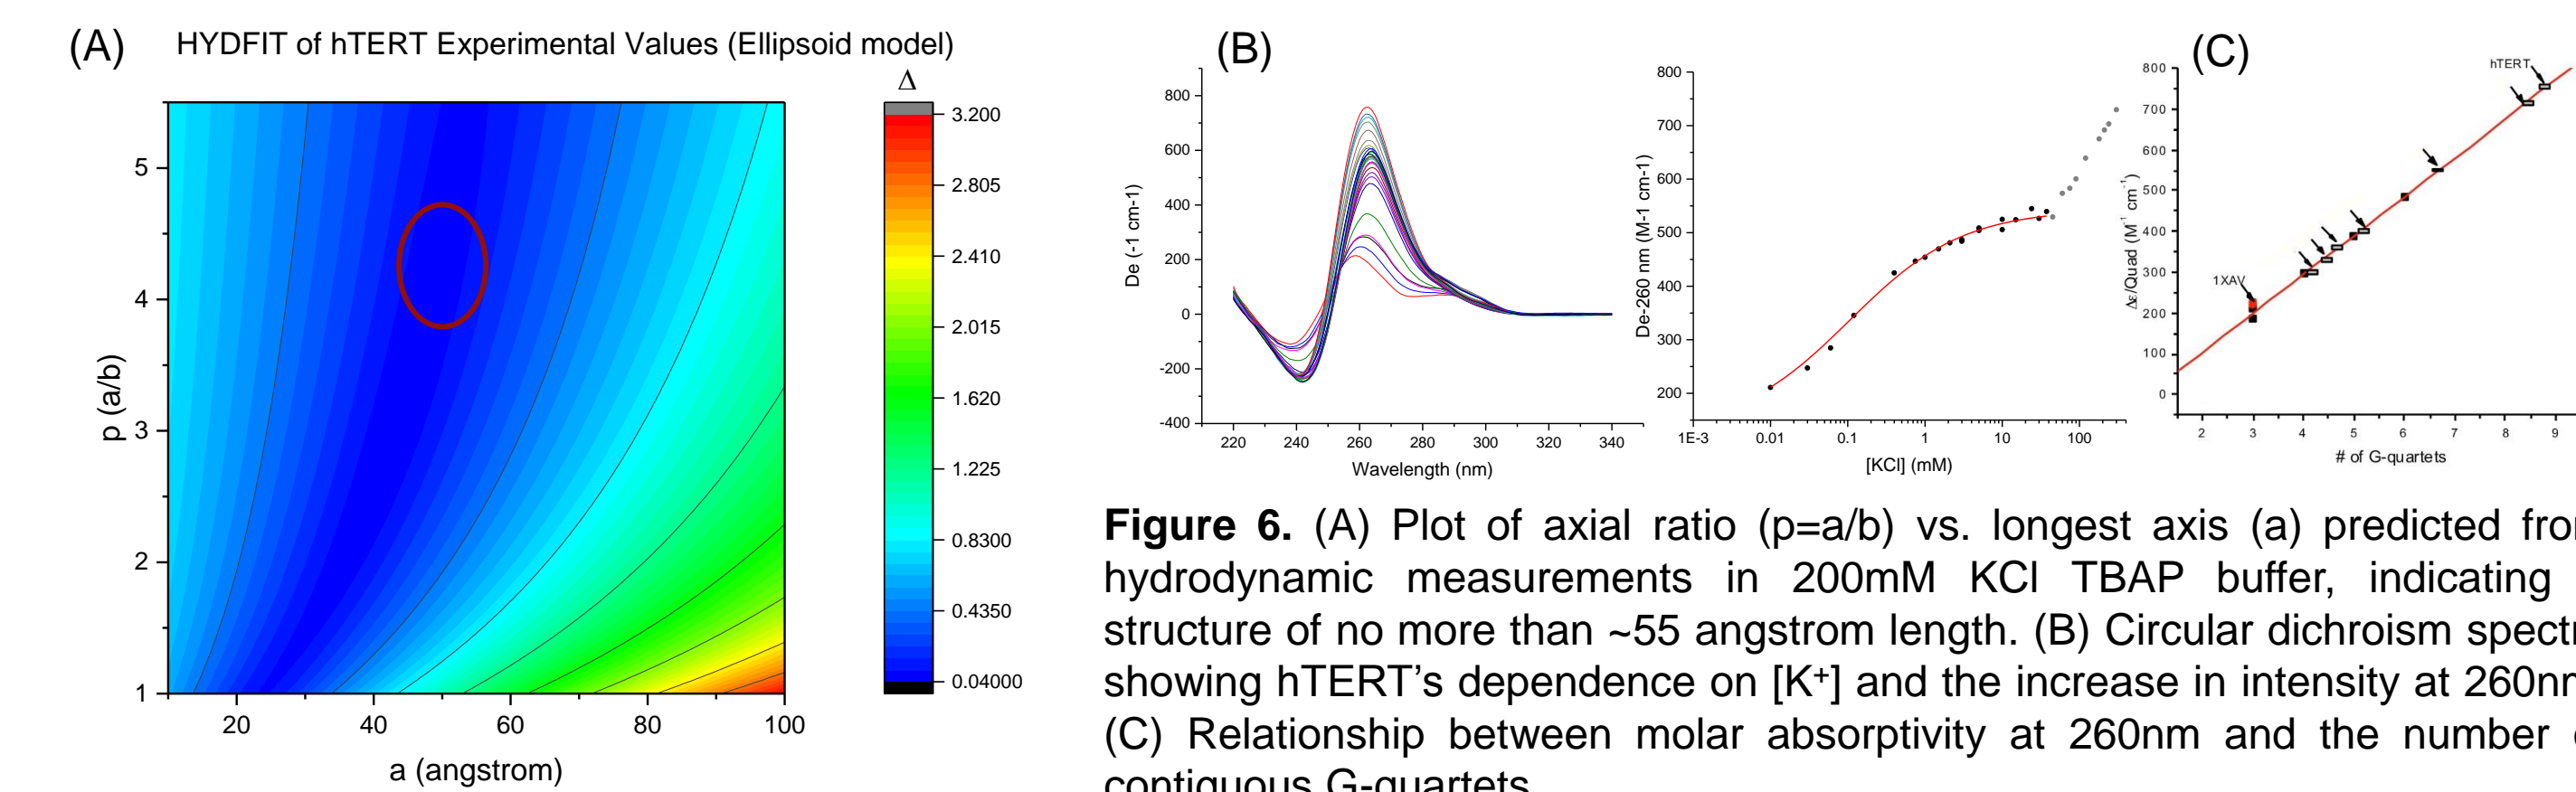 (A)
HYDFIT of hTERT Experimental Values (Ellipsoid model)
Δ
3.200
2.805
2.410
2.015
1.620
1.225
0.8300
0.4350
0.04000
p (a/b)
5
4
3
2
1
20 40 60 80 100
a (angstrom)
(B)
De (-1 cm-1)
800
600
400
200
0
-200
-400
220 240 260 280 300 320 340
Wavelength (nm)
De-260 nm (M-1 cm-1)
800
700
600
500
400
300
200
1E-3 0.01 0.1 1 10 100
[KCl] (mM)
(C)
Δε/Quad (M-1 cm-1)
800
700
600
500
400
300
200
100
0
hTERT
1XAV
2 3 4 5 6 7 8 9
# of G-quartets
Figure 6. (A) Plot of axial ratio (p=a/b) vs. longest axis (a) predicted
hydrodynamic measurements in 200mM KCl TBAP buffer, indicating
structure of no more than ~55 angstrom length. (B) Circular dichroism
showing hTERT's dependence on [K+] and the increase in intensity at
(C) Relationship between molar absorptivity at 260nm and the number
contiguous G-quartets